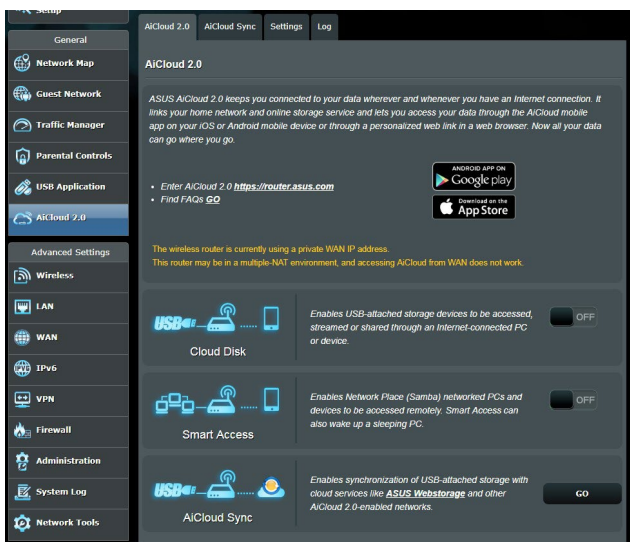 Setup
General
Network Map
Guest Network
Traffic Manager
Parental Controls
USB Application
AiCloud 2.0
Advanced Settings
Wireless
LAN
WAN
IPv6
VPN
Firewall
Administration
System Log
Network Tools
AiCloud 2.0 AiCloud Sync Settings Log
AiCloud 2.0
ASUS AiCloud 2.0 keeps you connected to your data wherever and whenever you have an Internet connection. It
links your home network and online storage service and lets you access your data through the AiCloud mobile
app on your iOS or Android mobile device or through a personalized web link in a web browser. Now all your data
can go where you go.
• Enter AiCloud 2.0 https://router.asus.com
• Find FAQs GO
ANDROID APP ON
Google play
Download on the
App Store
The wireless router is currently using a private WAN IP address.
This router may be in a multiple-NAT environment, and accessing AiCloud from WAN does not work.
USB
Cloud Disk
Enables USB-attached storage devices to be accessed,
streamed or shared through an Internet-connected PC
or device.
OFF
Smart Access
Enables Network Place (Samba) networked PCs and
devices to be accessed remotely. Smart Access can
also wake up a sleeping PC.
OFF
USB
AiCloud Sync
Enables synchronization of USB-attached storage with
cloud services like ASUS Webstorage and other
AiCloud 2.0-enabled networks.
GO